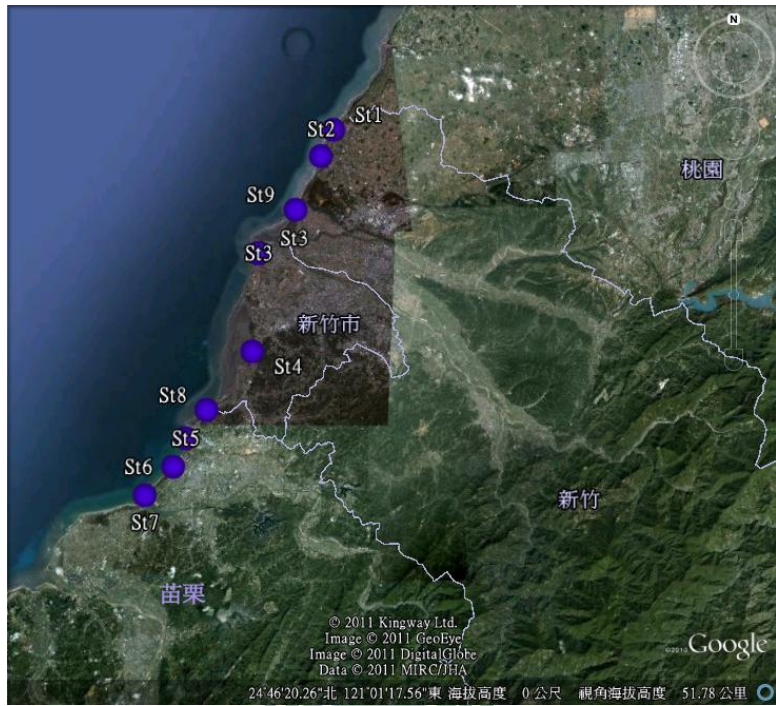 N
St1
St2
桃園
St9
St3
St3
新竹市
St4
St8
St5
St6
新竹
St7
苗栗
© 2011 Kingway Ltd.
Image © 2011 GeoEye
Image © 2011 DigitalGlobe
Data © 2011 MIRC/JHA
©2010 Google
24°46'20.26"北 121°01'17.56"東 海拔高度 0 公尺 視角海拔高度 51.78 公里